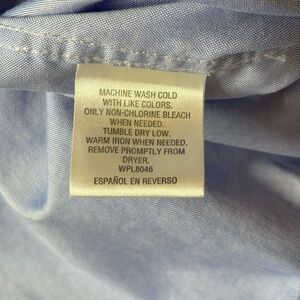 MACHINE WASH COLD
WITH LIKE COLORS.
ONLY NON-CHLORINE BLEACH
WHEN NEEDED.
TUMBLE DRY LOW.
WARM IRON WHEN NEEDED.
REMOVE PROMPTLY FROM
DRYER.
WPL8046
ESPAÑOL EN REVERSO